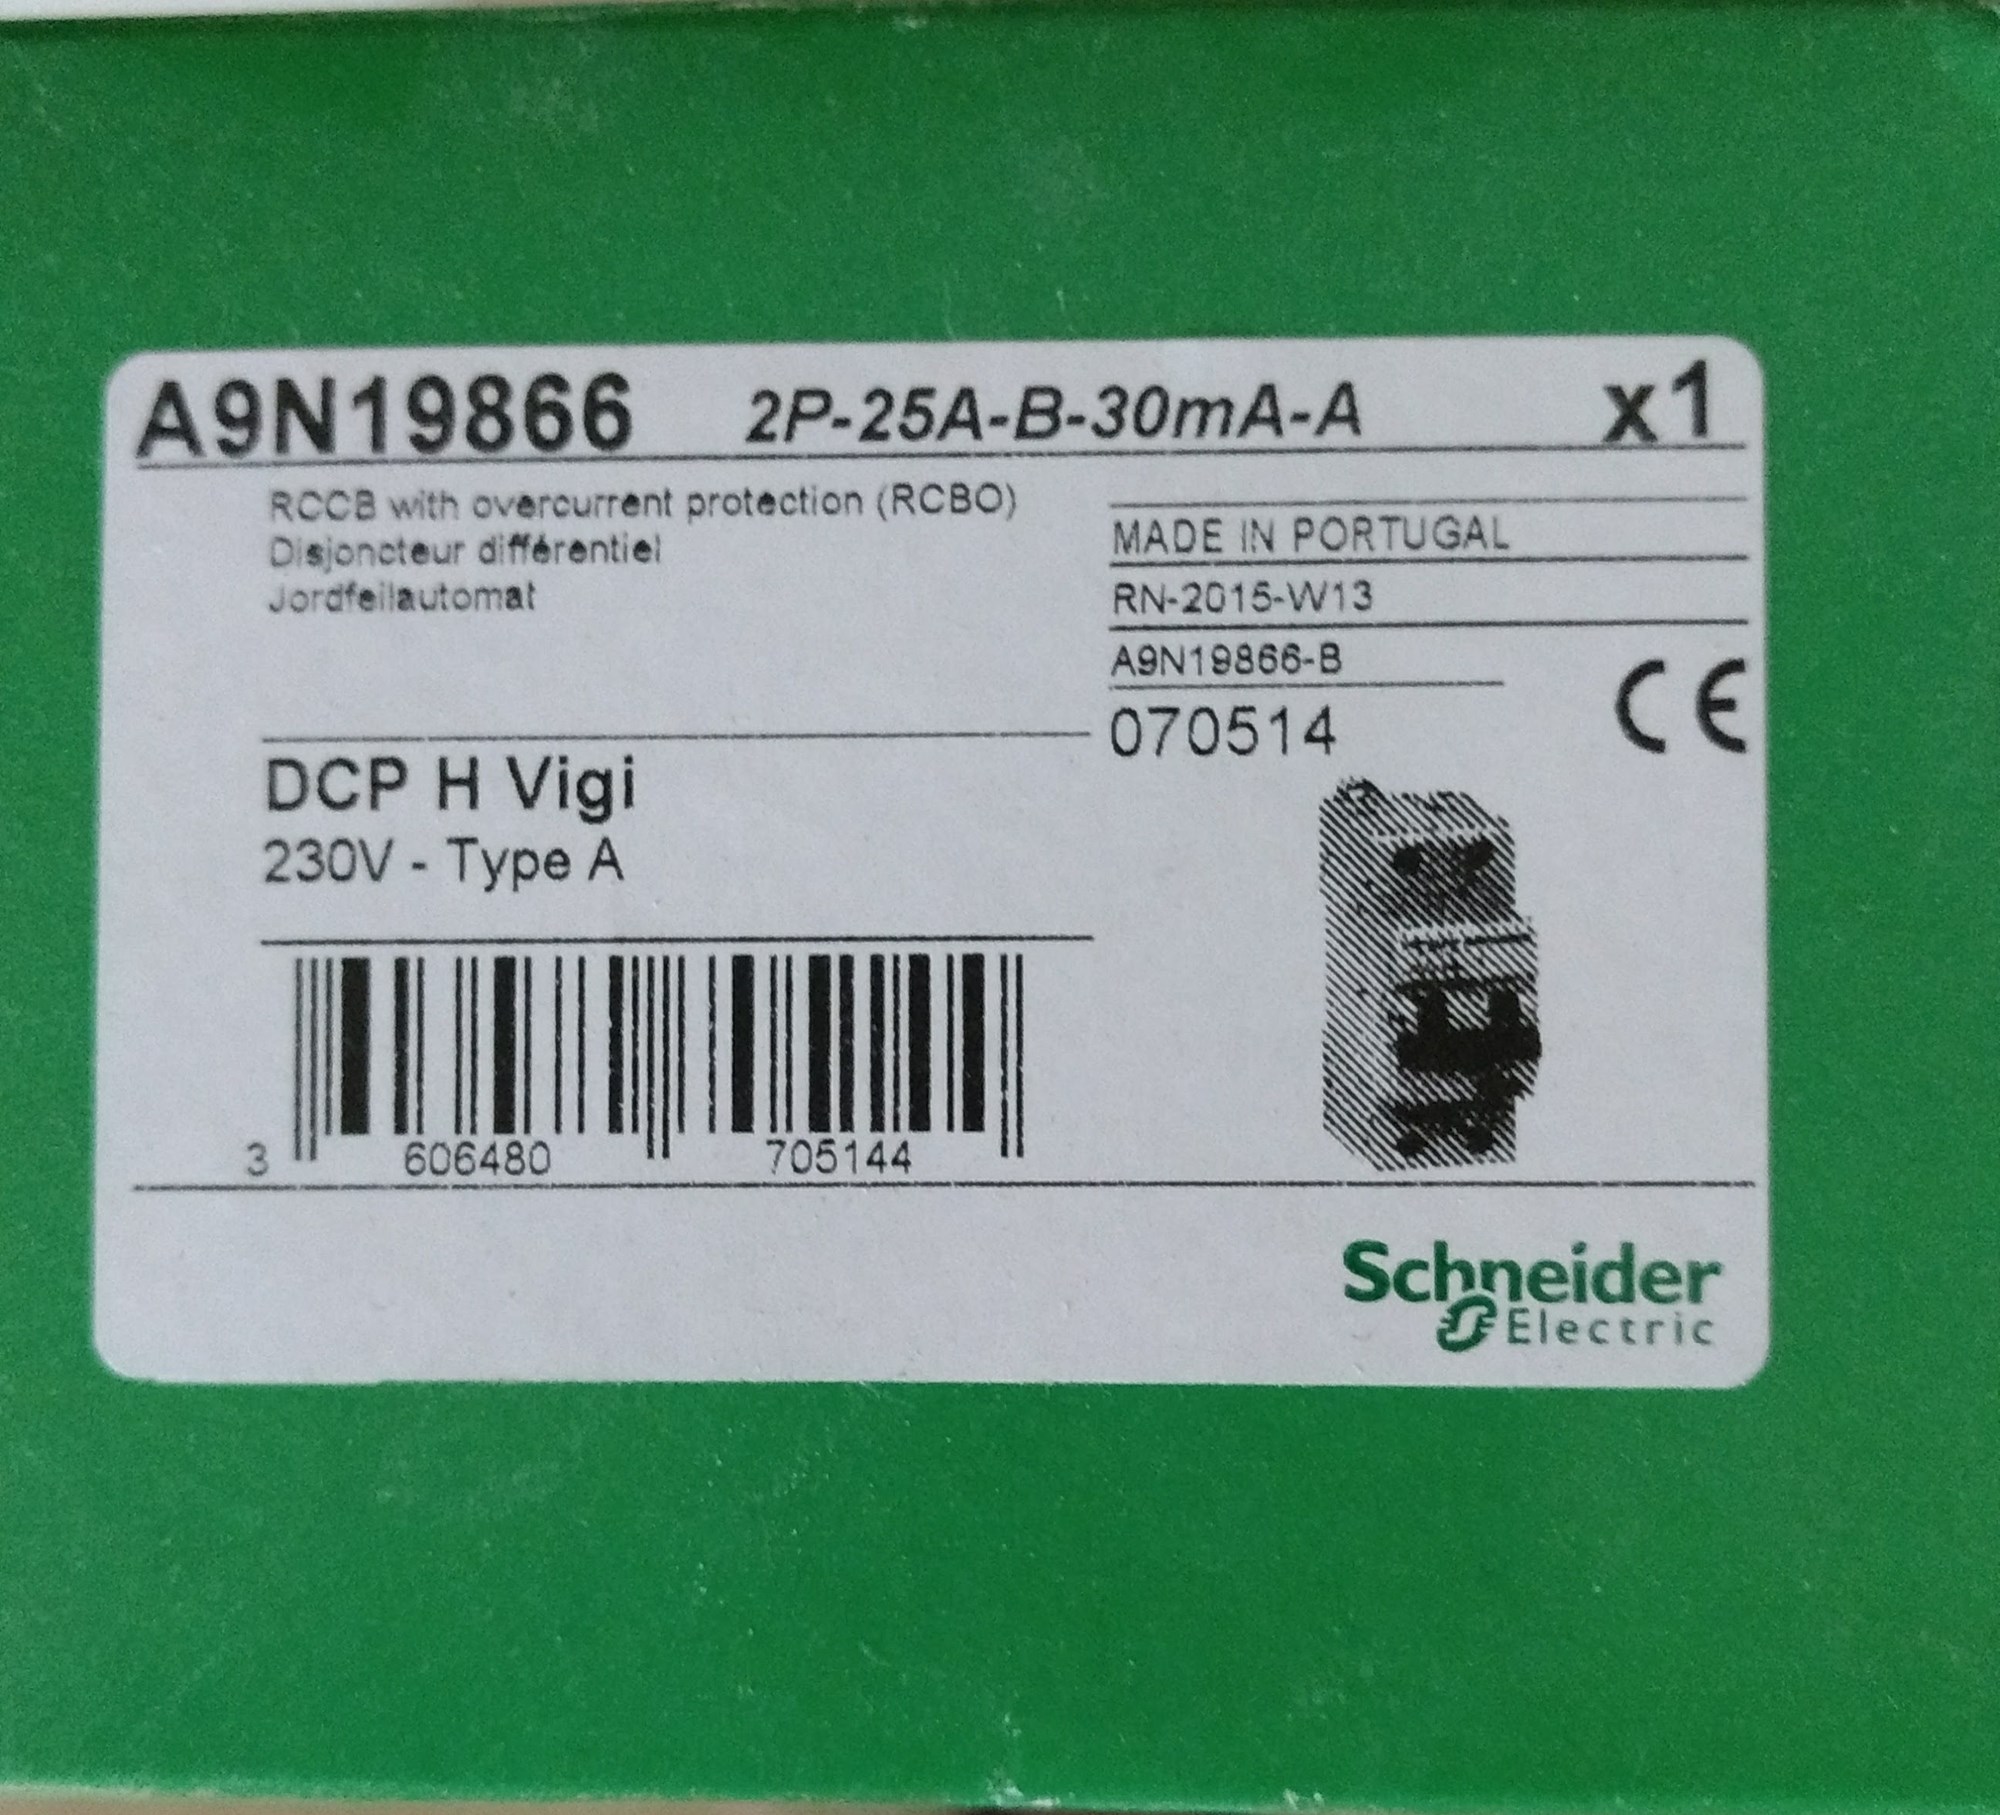 A9N19866 2P-25A-B-30mA-A x1
RCCB with overcurrent protection (RCBO)
Disjoncteur différentiel
Jordfeilautomat
MADE IN PORTUGAL
RN-2015-W13
A9N19866-B
070514
CE
DCP H Vigi
230V - Type A
3 606480 705144
Schneider
Electric